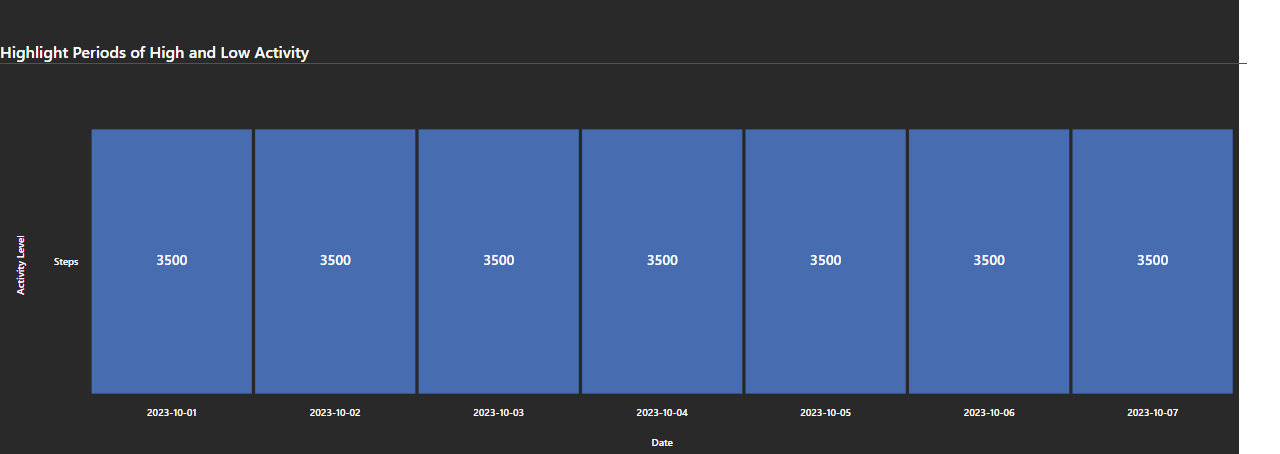 Highlight Periods of High and Low Activity
Activity Level
Steps
3500 3500 3500 3500 3500 3500 3500
2023-10-01 2023-10-02 2023-10-03 2023-10-04 2023-10-05 2023-10-06 2023-10-07
Date